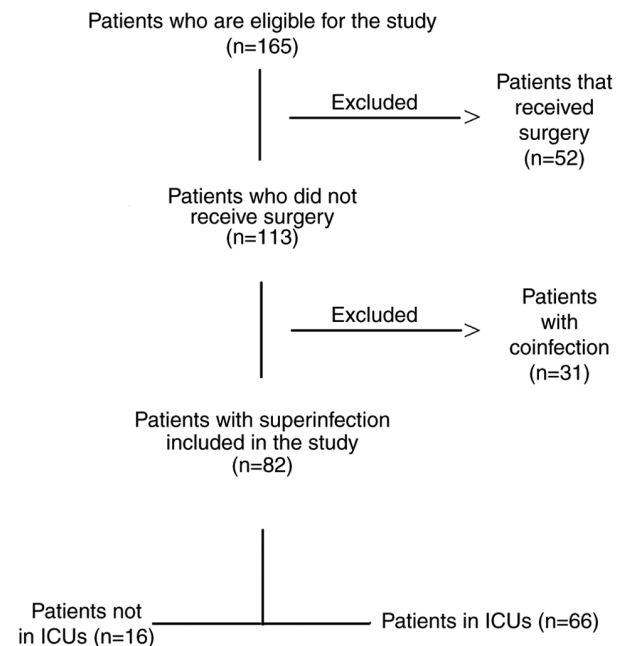 Patients who are eligible for the study
(n=165)
Excluded
Patients that
received
surgery
(n=52)
Patients who did not
receive surgery
(n=113)
Excluded
Patients
with
coinfection
(n=31)
Patients with superinfection
included in the study
(n=82)
Patients not
in ICUs (n=16)
Patients in ICUs (n=66)